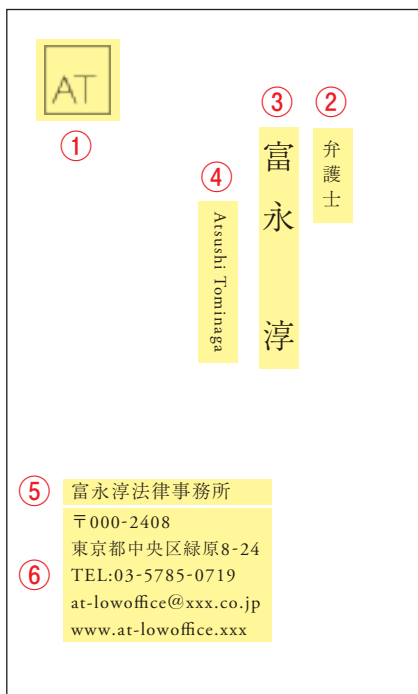 AT
①
②
弁護士
③
富永 淳
④
Atsushi Tominaga
⑤
富永淳法律事務所
⑥
〒000-2408
東京都中央区緑原8-24
TEL:03-5785-0719
at-lowoffice@xxx.co.jp
www.at-lowoffice.xxx